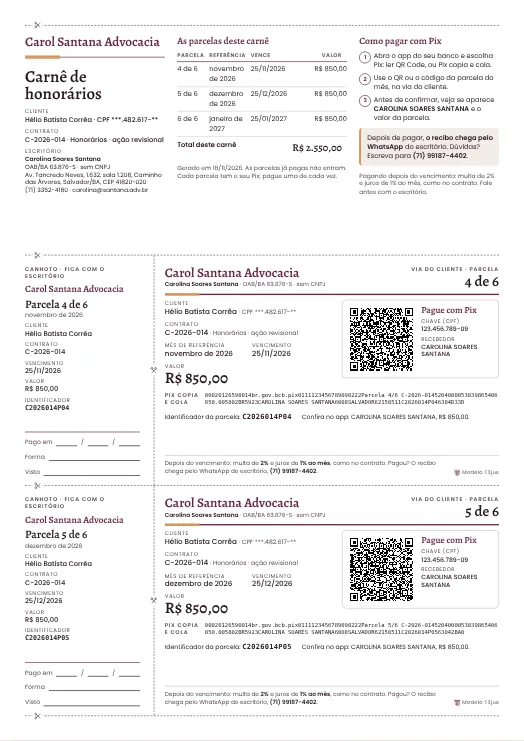 Carol Santana Advocacia
Carnê de
honorários
CLIENTE
Hélio Batista Corrêa · CPF ***.482.617-**
CONTRATO
C-2026-014 · Honorários · ação revisional
ESCRITÓRIO
Carolina Soares Santana
OAB/BA 63.876-S · sem CNPJ
Av. Tancredo Neves, 1.632, sala 1.208, Caminho
das Árvores, Salvador/BA, CEP 41820-020
(71) 3352-4180 · carolina@santana.adv.br
As parcelas deste carnê
PARCELA REFERÊNCIA VENCE VALOR
4 de 6 novembro de 2026 25/11/2026 R$ 850,00
5 de 6 dezembro de 2026 25/12/2026 R$ 850,00
6 de 6 janeiro de 2027 25/01/2027 R$ 850,00
Total deste carnê R$ 2.550,00
Gerado em 18/11/2026. As parcelas já pagas não entram.
Cada parcela tem o seu Pix; pague uma de cada vez.
Como pagar com Pix
1 Abra o app do seu banco e escolha
Pix: ler QR Code, ou Pix copia e cola.
2 Use o QR ou o código da parcela do
mês, na via do cliente.
3 Antes de confirmar, veja se aparece
CAROLINA SOARES SANTANA e o
valor da parcela.
Depois de pagar, o recibo chega pelo
WhatsApp do escritório. Dúvidas?
Escreva para (71) 99187-4402.
Pagando depois do vencimento: multa de 2%
e juros de 1% ao mês, como no contrato. Fale
antes com o escritório.
CANHOTO · FICA COM O
ESCRITÓRIO
Carol Santana Advocacia
Parcela 4 de 6
novembro de 2026
CLIENTE
Hélio Batista Corrêa
CONTRATO
C-2026-014
VENCIMENTO
25/11/2026
VALOR
R$ 850,00
IDENTIFICADOR
C2026014P04
Pago em / /
Forma
Visto
Carol Santana Advocacia
Carolina Soares Santana · OAB/BA 63.876-S · sem CNPJ
VIA DO CLIENTE · PARCELA
4 de 6
CLIENTE
Hélio Batista Corrêa · CPF ***.482.617-**
CONTRATO
C-2026-014 · Honorários · ação revisional
MÊS DE REFERÊNCIA VENCIMENTO
novembro de 2026 25/11/2026
VALOR
R$ 850,00
Pague com Pix
CHAVE (CPF)
123.456.789-09
RECEBEDOR
CAROLINA SOARES
SANTANA
PIX COPIA
E COLA
Identificador da parcela: C2026014P04 Confira no app: CAROLINA SOARES SANTANA, R$ 850,00.
Depois do vencimento: multa de 2% e juros de 1% ao mês, como no contrato. Pagou? O recibo
chega pelo WhatsApp do escritório, (71) 99187-4402.
Modelo T3jus
CANHOTO · FICA COM O
ESCRITÓRIO
Carol Santana Advocacia
Parcela 5 de 6
dezembro de 2026
CLIENTE
Hélio Batista Corrêa
CONTRATO
C-2026-014
VENCIMENTO
25/12/2026
VALOR
R$ 850,00
IDENTIFICADOR
C2026014P05
Pago em / /
Forma
Visto
Carol Santana Advocacia
Carolina Soares Santana · OAB/BA 63.876-S · sem CNPJ
VIA DO CLIENTE · PARCELA
5 de 6
CLIENTE
Hélio Batista Corrêa · CPF ***.482.617-**
CONTRATO
C-2026-014 · Honorários · ação revisional
MÊS DE REFERÊNCIA VENCIMENTO
dezembro de 2026 25/12/2026
VALOR
R$ 850,00
Pague com Pix
CHAVE (CPF)
123.456.789-09
RECEBEDOR
CAROLINA SOARES
SANTANA
PIX COPIA
E COLA
Identificador da parcela: C2026014P05 Confira no app: CAROLINA SOARES SANTANA, R$ 850,00.
Depois do vencimento: multa de 2% e juros de 1% ao mês, como no contrato. Pagou? O recibo
chega pelo WhatsApp do escritório, (71) 99187-4402.
Modelo T3jus